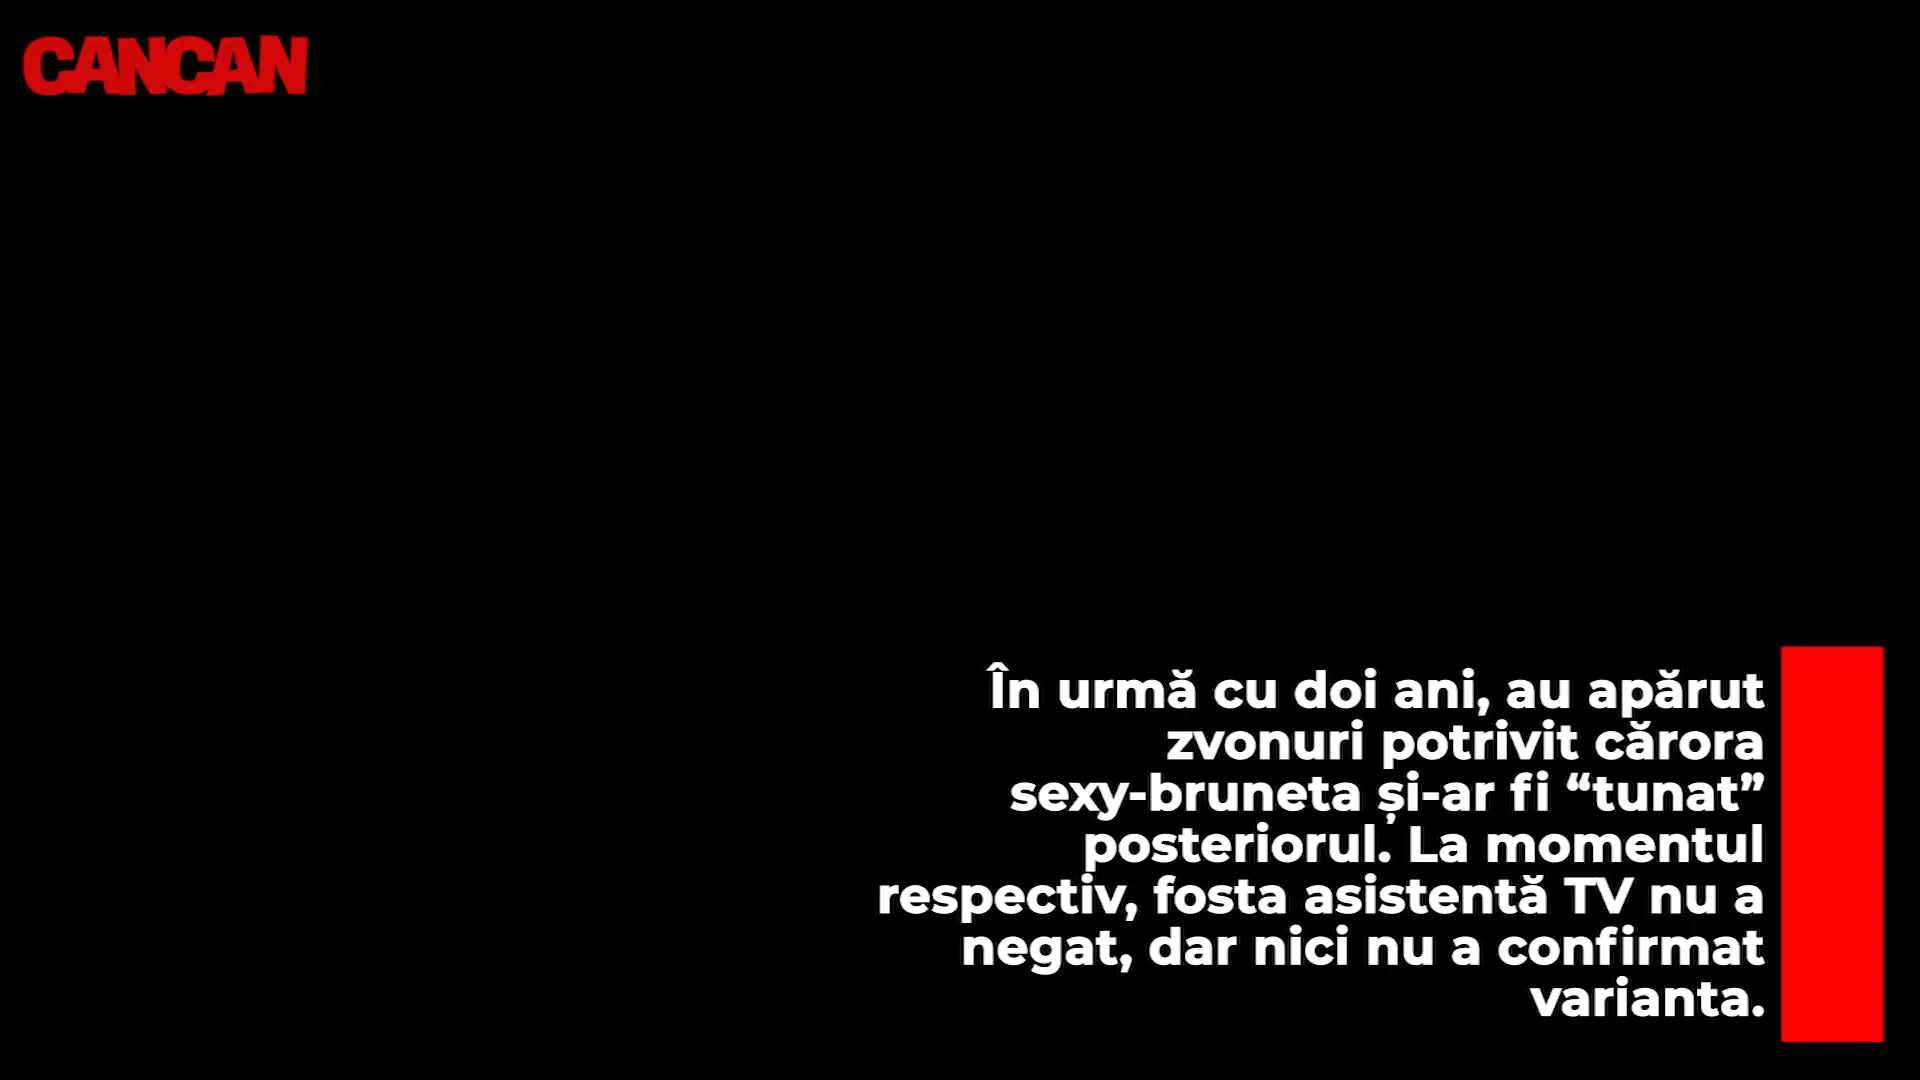 CANCAN
În urmă cu doi ani, au apărut
zvonuri potrivit cărora
sexy-bruneta și-ar fi “tunat”
posteriorul. La momentul
respectiv, fosta asistentă TV nu a
negat, dar nici nu a confirmat
varianta.